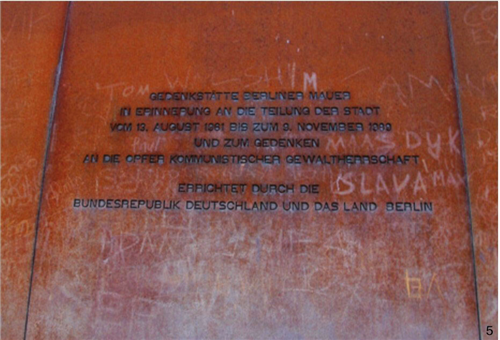 GEDENKSTÄTTE BERLINER MAUER
IN ERINNERUNG AN DIE TEILUNG DER STADT
VOM 13. AUGUST 1961 BIS ZUM 9. NOVEMBER 1989
UND ZUM GEDENKEN
AN DIE OPFER KOMMUNISTISCHER GEWALTHERRSCHAFT
ERRICHTET DURCH DIE
BUNDESREPUBLIK DEUTSCHLAND UND DAS LAND BERLIN
TOM
SLAVA
5